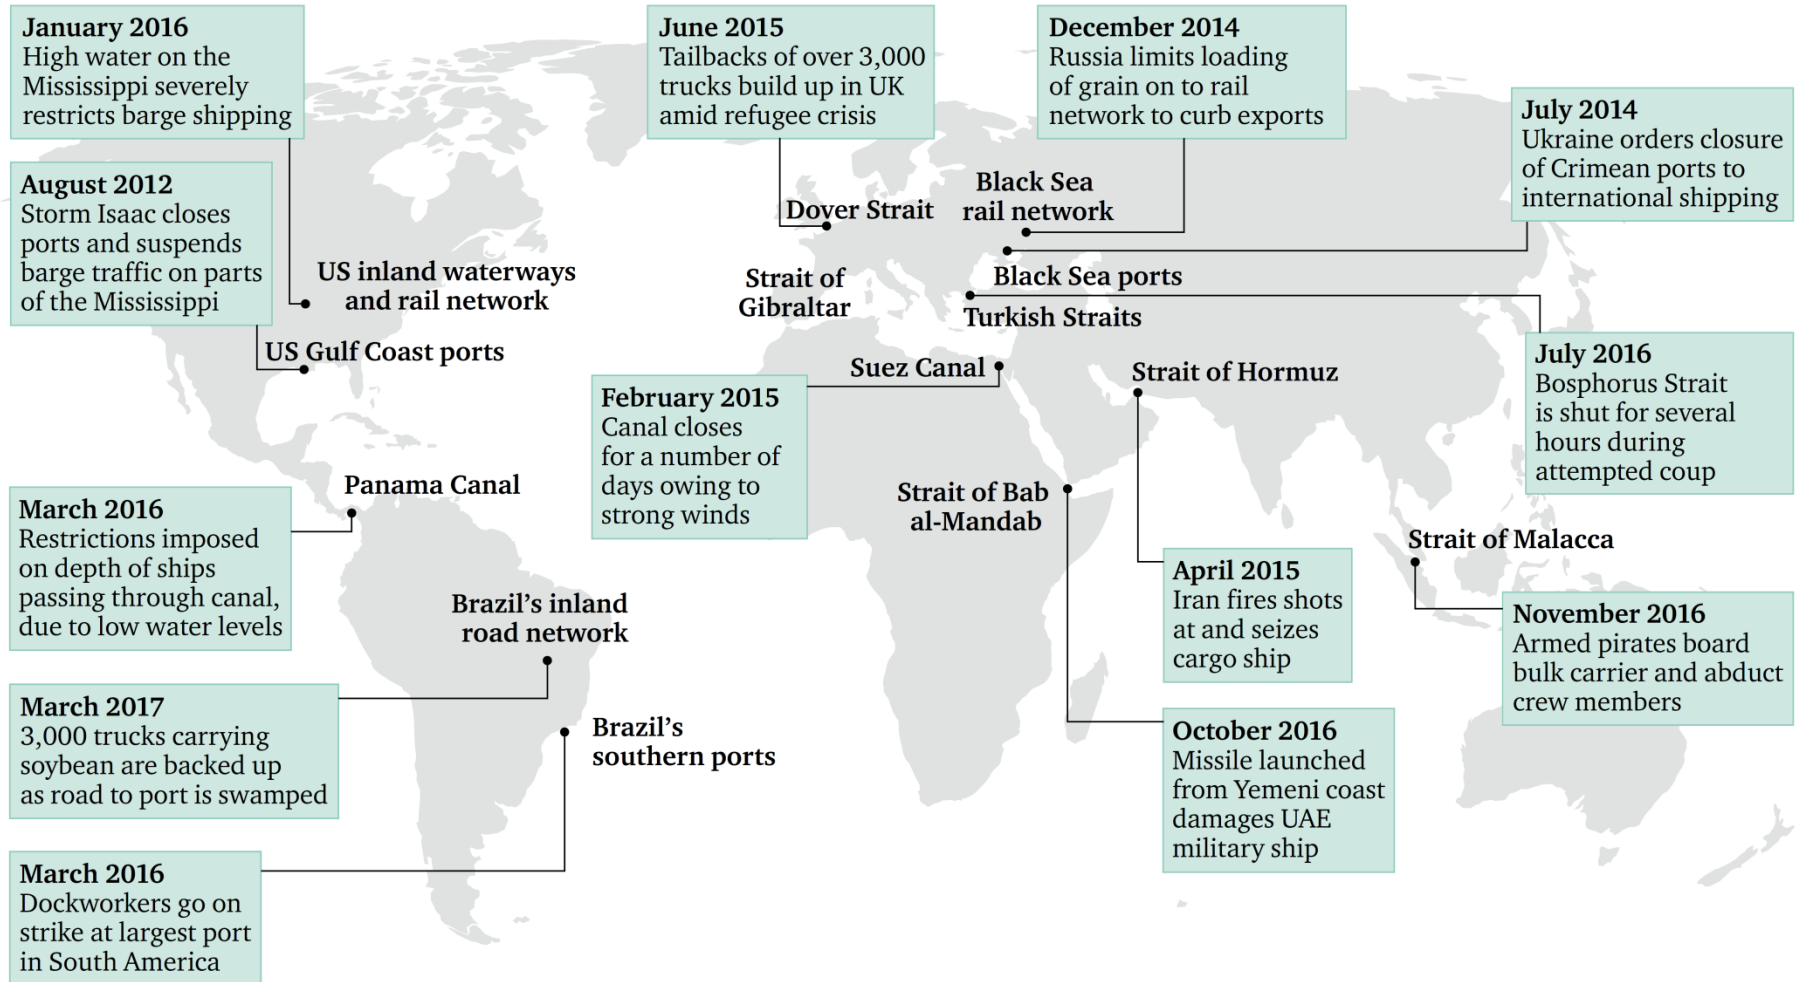 January 2016
High water on the
Mississippi severely
restricts barge shipping
June 2015
Tailbacks of over 3,000
trucks build up in UK
amid refugee crisis
December 2014
Russia limits loading
of grain on to rail
network to curb exports
July 2014
Ukraine orders closure
of Crimean ports to
international shipping
August 2012
Storm Isaac closes
ports and suspends
barge traffic on parts
of the Mississippi
US inland waterways
and rail network
US Gulf Coast ports
Dover Strait
Black Sea
rail network
Strait of
Gibraltar
Black Sea ports
Turkish Straits
July 2016
Bosphorus Strait
is shut for several
hours during
attempted coup
Suez Canal
Strait of Hormuz
February 2015
Canal closes
for a number of
days owing to
strong winds
Panama Canal
Strait of Bab
al-Mandab
March 2016
Restrictions imposed
on depth of ships
passing through canal,
due to low water levels
Strait of Malacca
April 2015
Iran fires shots
at and seizes
cargo ship
November 2016
Armed pirates board
bulk carrier and abduct
crew members
Brazil’s inland
road network
March 2017
3,000 trucks carrying
soybean are backed up
as road to port is swamped
Brazil’s
southern ports
October 2016
Missile launched
from Yemeni coast
damages UAE
military ship
March 2016
Dockworkers go on
strike at largest port
in South America